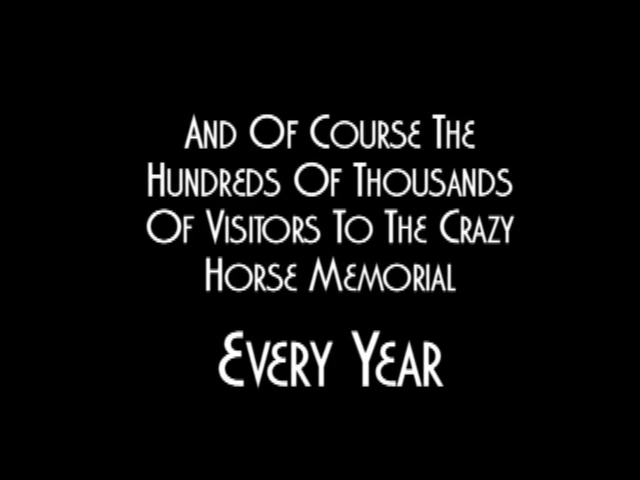 And Of Course The
Hundreds Of Thousands
Of Visitors To The Crazy
Horse Memorial
Every Year